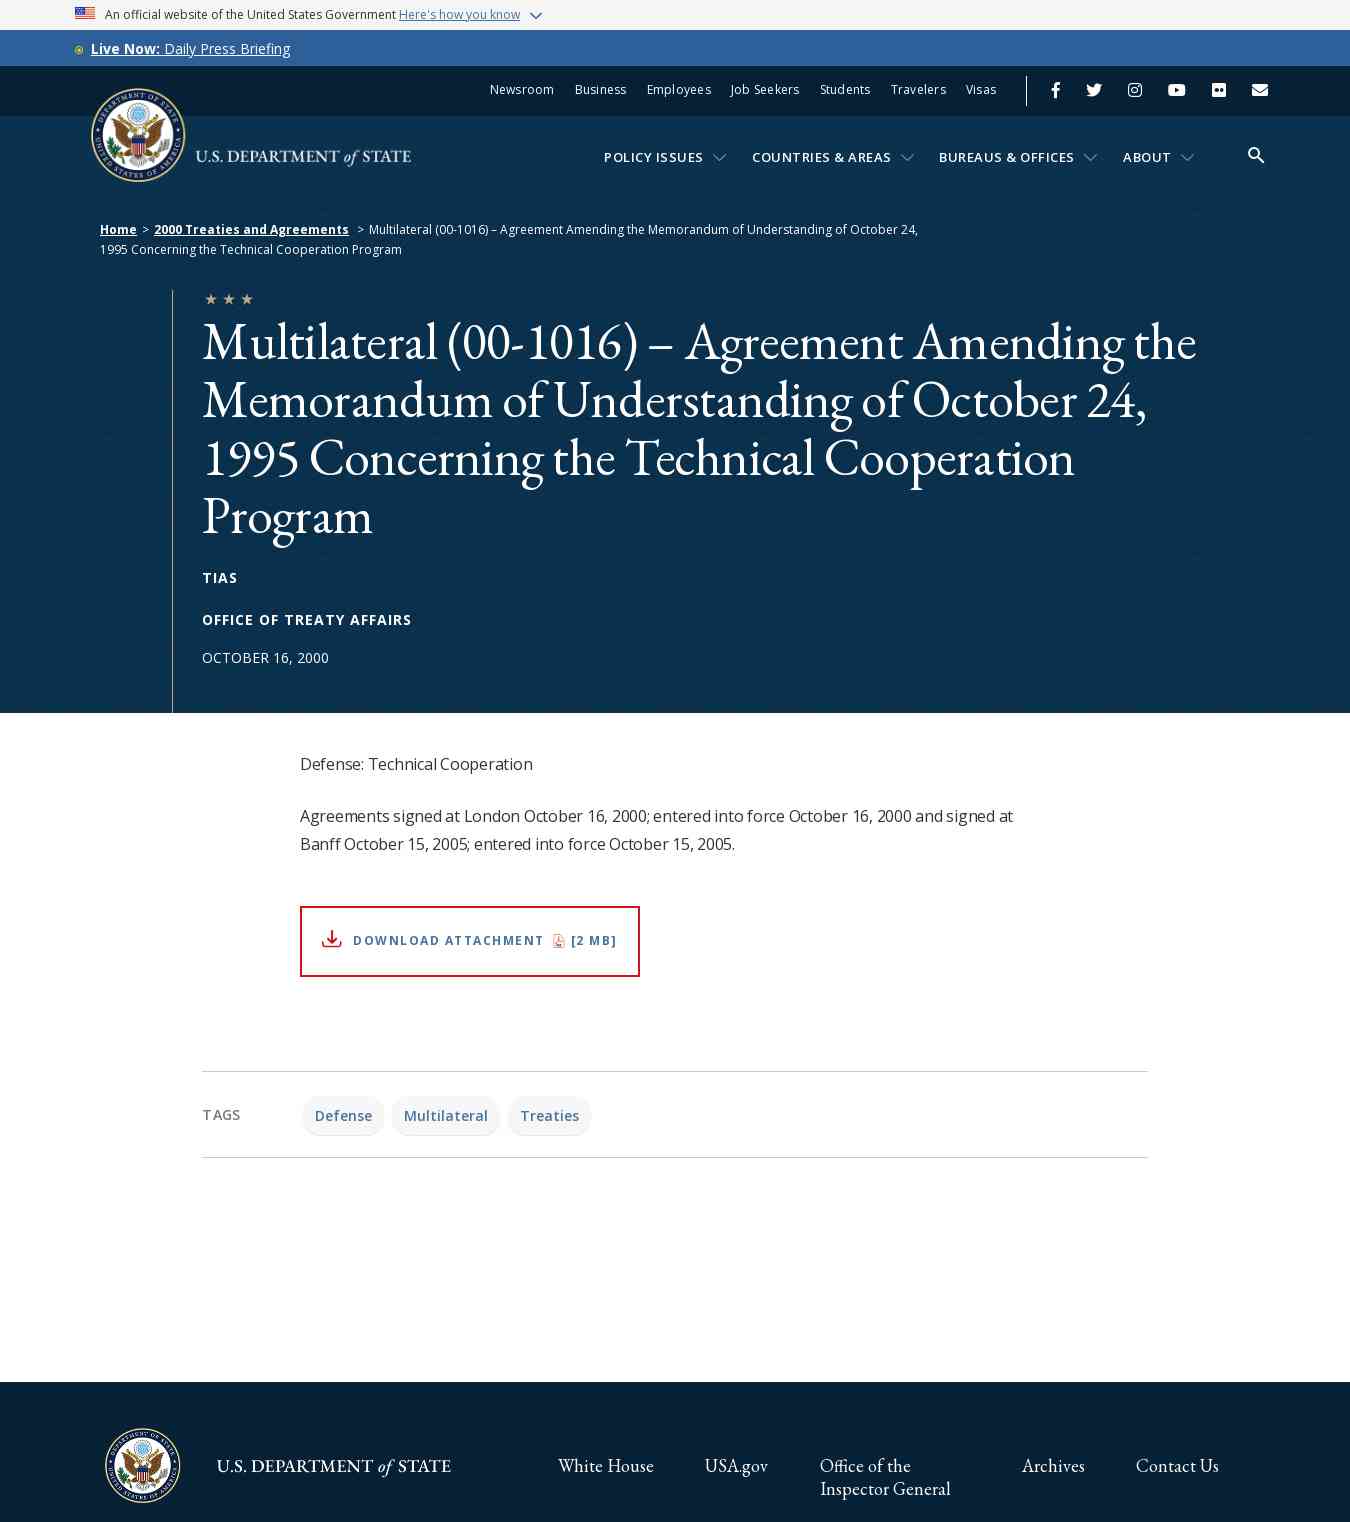 An official website of the United States Government Here's how you know
Live Now: Daily Press Briefing
Newsroom Business Employees Job Seekers Students Travelers Visas
U.S. DEPARTMENT of STATE
POLICY ISSUES COUNTRIES & AREAS BUREAUS & OFFICES ABOUT
Home > 2000 Treaties and Agreements > Multilateral (00-1016) – Agreement Amending the Memorandum of Understanding of October 24,
1995 Concerning the Technical Cooperation Program
Multilateral (00-1016) – Agreement Amending the
Memorandum of Understanding of October 24,
1995 Concerning the Technical Cooperation
Program
TIAS
OFFICE OF TREATY AFFAIRS
OCTOBER 16, 2000
Defense: Technical Cooperation
Agreements signed at London October 16, 2000; entered into force October 16, 2000 and signed at
Banff October 15, 2005; entered into force October 15, 2005.
DOWNLOAD ATTACHMENT [2 MB]
TAGS Defense Multilateral Treaties
U.S. DEPARTMENT of STATE
White House USA.gov Office of the Archives Contact Us
Inspector General